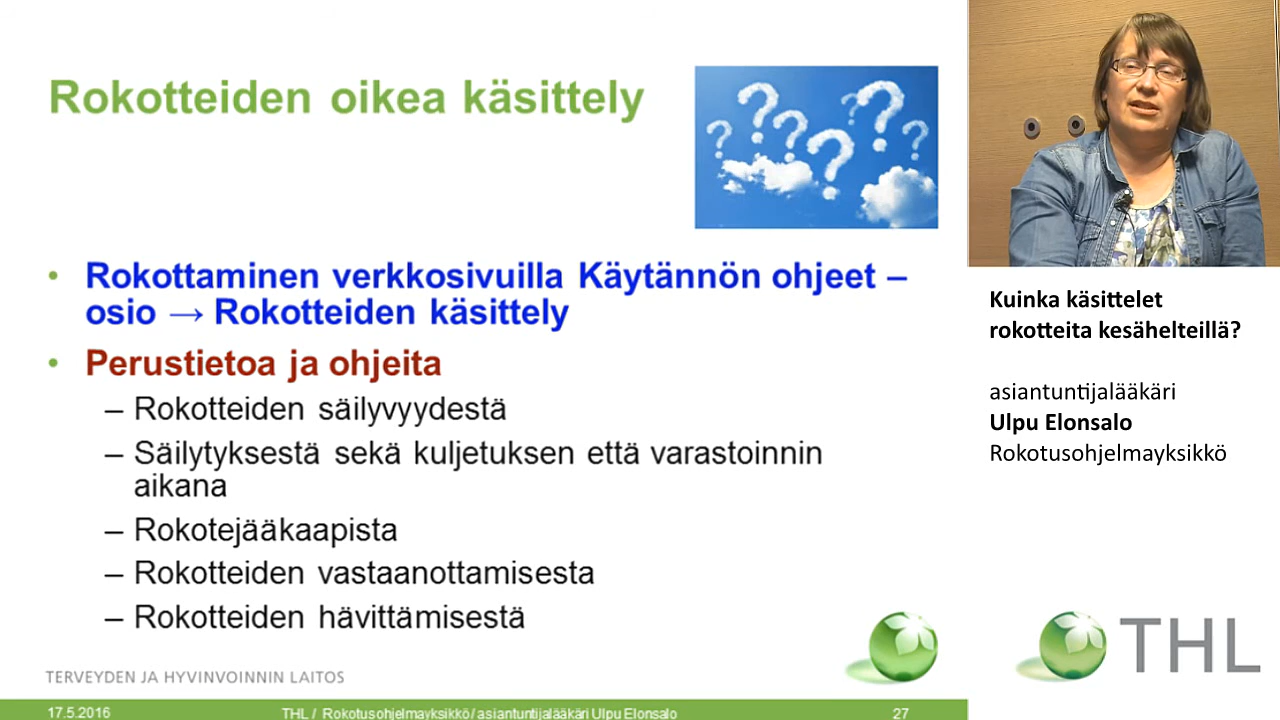 Rokotteiden oikea käsittely
• Rokottaminen verkkosivuilla Käytännön ohjeet –
osio → Rokotteiden käsittely
• Perustietoa ja ohjeita
– Rokotteiden säilyvyydestä
– Säilytyksestä sekä kuljetuksen että varastoinnin
aikana
– Rokotejääkaapista
– Rokotteiden vastaanottamisesta
– Rokotteiden hävittämisestä
TERVEYDEN JA HYVINVOINNIN LAITOS
17.5.2016 THL / Rokotusohjelmayksikkö/ asiantuntijalääkäri Ulpu Elonsalo 27
Kuinka käsittelet
rokotteita kesähelteillä?
asiantuntijalääkäri
Ulpu Elonsalo
Rokotusohjelmayksikkö
THL